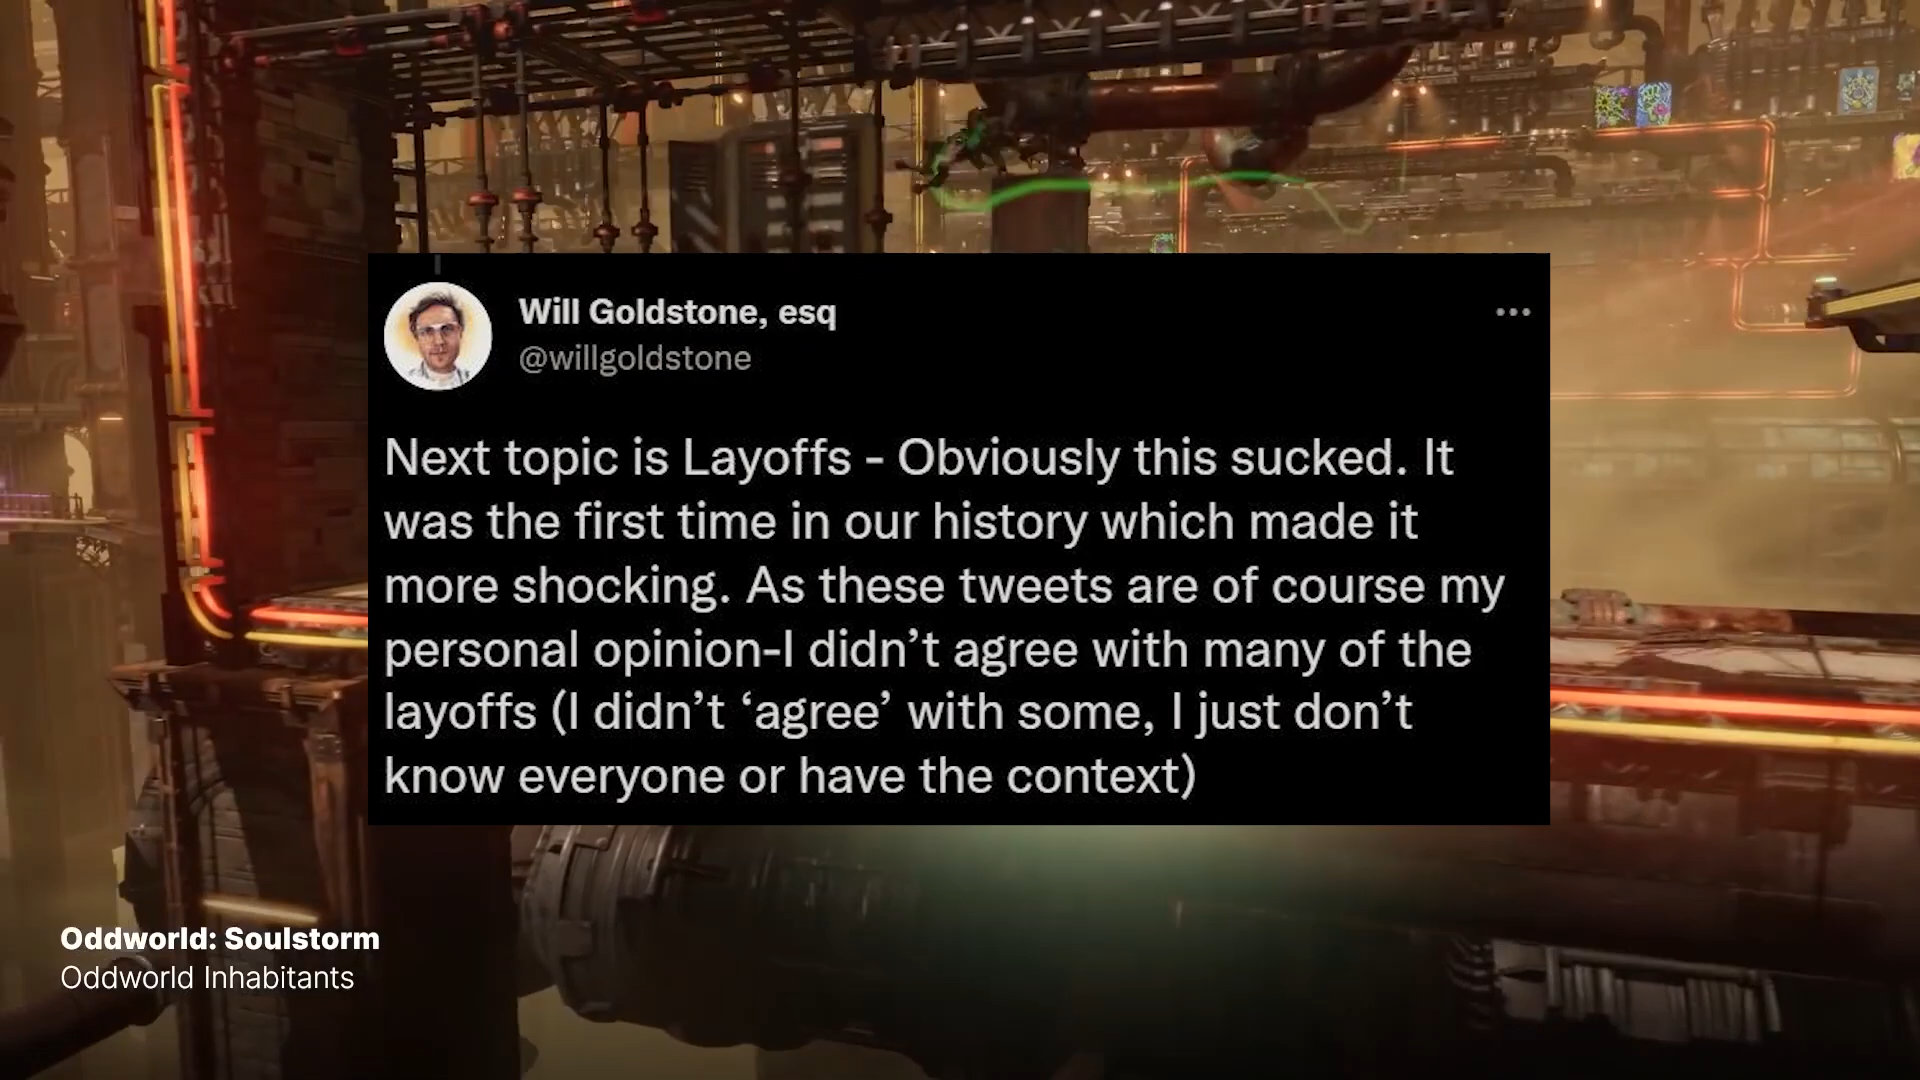 Will Goldstone, esq
@willgoldstone
Next topic is Layoffs - Obviously this sucked. It
was the first time in our history which made it
more shocking. As these tweets are of course my
personal opinion-I didn’t agree with many of the
layoffs (I didn’t ‘agree’ with some, I just don’t
know everyone or have the context)
Oddworld: Soulstorm
Oddworld Inhabitants